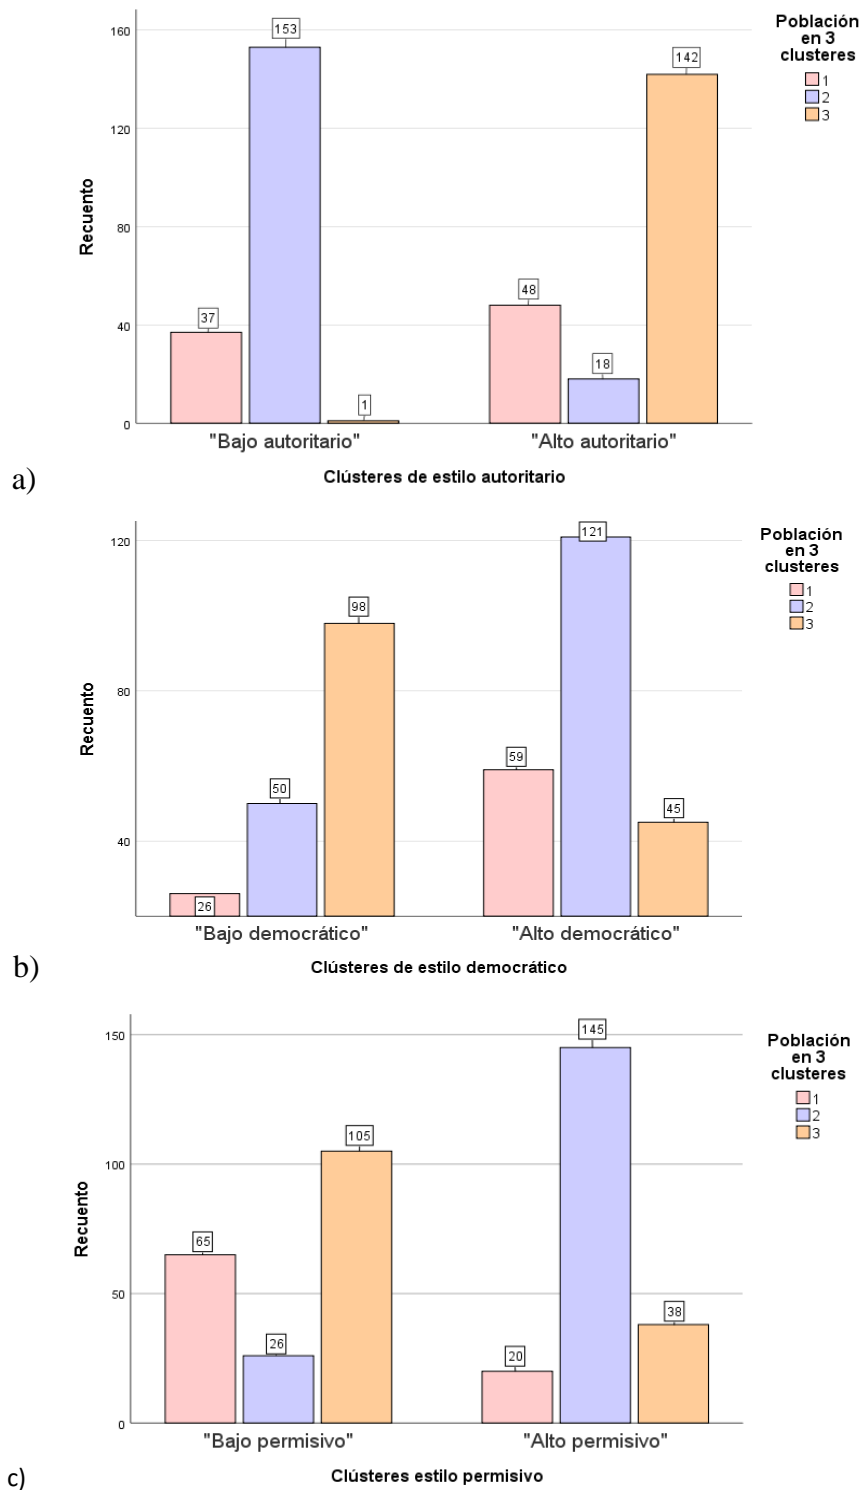 Población
en 3
clusteres
1
2
3
Recuento
160
120
80
40
0
153
142
37
48
18
1
"Bajo autoritario"
"Alto autoritario"
Clústeres de estilo autoritario
a)
Población
en 3
clusteres
1
2
3
Recuento
120
80
40
121
98
59
50
45
26
"Bajo democrático"
"Alto democrático"
Clústeres de estilo democrático
b)
Población
en 3
clusteres
1
2
3
Recuento
150
100
50
0
145
105
65
26
20
38
"Bajo permisivo"
"Alto permisivo"
Clústeres estilo permisivo
c)